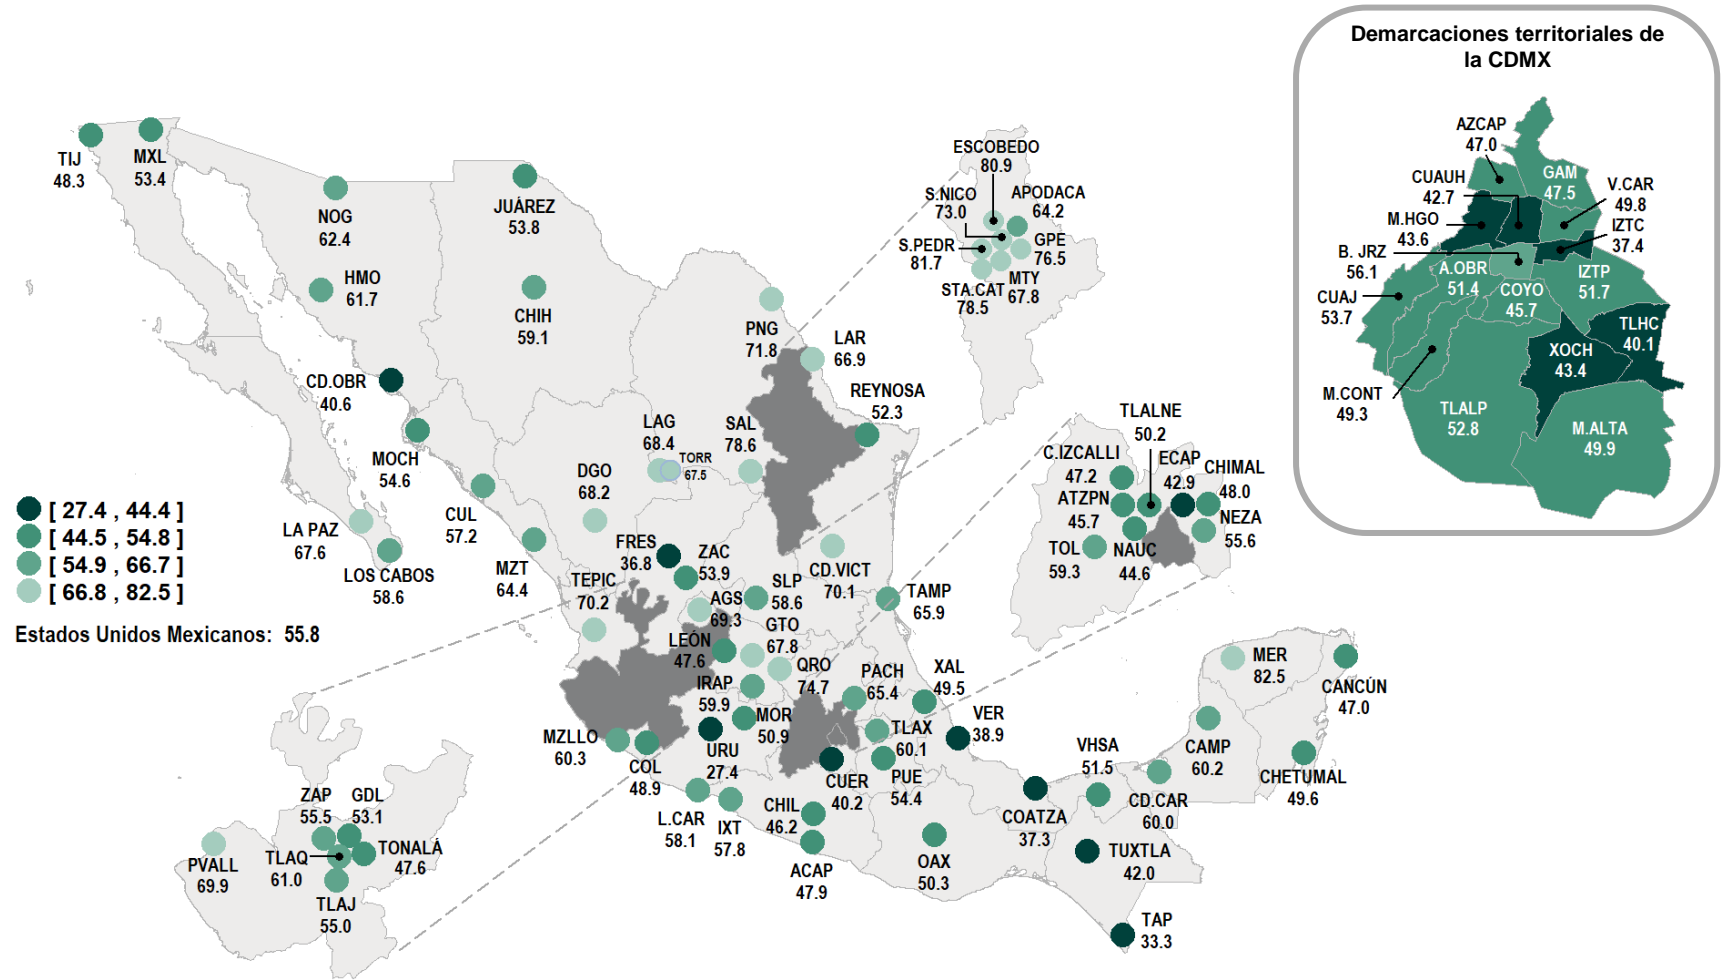 Demarcaciones territoriales de
la CDMX
AZCAP
47.0
CUAUH
42.7
GAM
47.5
V.CAR
49.8
M.HGO
43.6
IZTC
37.4
B. JRZ
56.1
A.OBR
51.4
IZTP
51.7
COYO
45.7
CUAJ
53.7
TLHC
40.1
XOCH
43.4
M.CONT
49.3
TLALP
52.8
M.ALTA
49.9
TIJ
48.3
MXL
53.4
NOG
62.4
JUÁREZ
53.8
HMO
61.7
CHIH
59.1
CD.OBR
40.6
MOCH
54.6
ESCOBEDO
80.9
S.NICO
73.0
APODACA
64.2
S.PEDR
81.7
GPE
76.5
STA.CAT
78.5
MTY
67.8
PNG
71.8
LAR
66.9
REYNOSA
52.3
LAG
68.4
TORR
67.5
SAL
78.6
DGO
68.2
LA PAZ
67.6
LOS CABOS
58.6
CUL
57.2
MZT
64.4
FRES
36.8
ZAC
53.9
TEPIC
70.2
AGS
69.3
SLP
58.6
CD.VICT
70.1
TAMP
65.9
GTO
67.8
LEÓN
47.6
QRO
74.7
IRAP
59.9
PACH
65.4
XAL
49.5
MOR
50.9
TLAX
60.1
VER
38.9
MZLLO
60.3
COL
48.9
URU
27.4
CUER
40.2
PUE
54.4
L.CAR
58.1
IXT
57.8
CHIL
46.2
ACAP
47.9
OAX
50.3
COATZA
37.3
VHSA
51.5
CD.CAR
60.0
TUXTLA
42.0
TAP
33.3
CAMP
60.2
MER
82.5
CANCÚN
47.0
CHETUMAL
49.6
TLALNE
50.2
C.IZCALLI
47.2
ECAP
42.9
CHIMAL
48.0
ATZPN
45.7
NEZA
55.6
TOL
59.3
NAUC
44.6
[ 27.4 , 44.4 ]
[ 44.5 , 54.8 ]
[ 54.9 , 66.7 ]
[ 66.8 , 82.5 ]
Estados Unidos Mexicanos: 55.8
ZAP
55.5
GDL
53.1
TONALÁ
47.6
TLAQ
61.0
PVALL
69.9
TLAJ
55.0